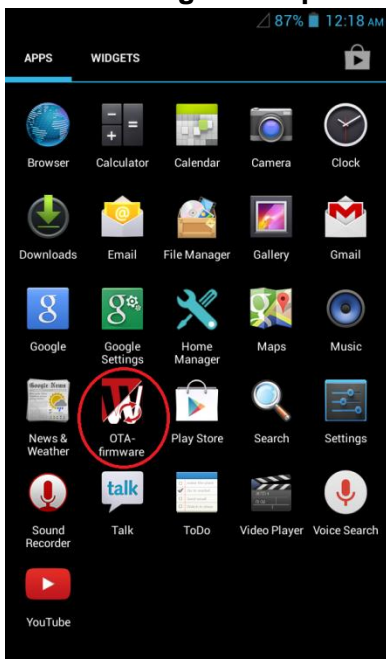 87% 12:18 AM
APPS WIDGETS
Browser Calculator Calendar Camera Clock
Downloads Email File Manager Gallery Gmail
Google Google Settings Home Manager Maps Music
News & Weather OTA-firmware Play Store Search Settings
Sound Recorder Talk ToDo Video Player Voice Search
talk
YouTube